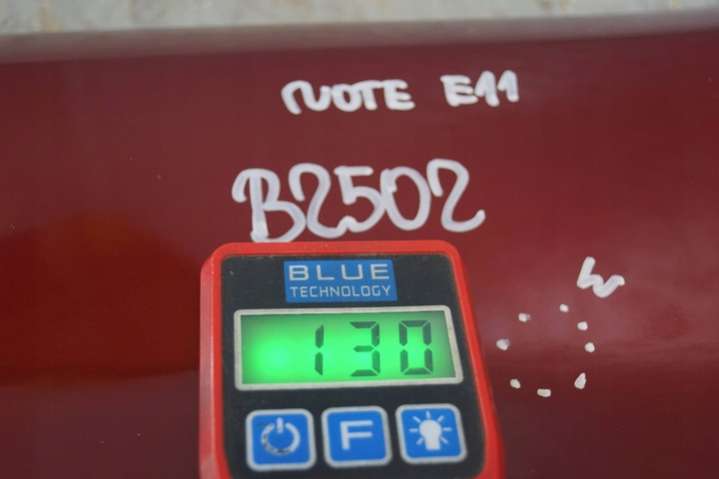 NOTE E11
B2502
W
BLUE
TECHNOLOGY
130
F